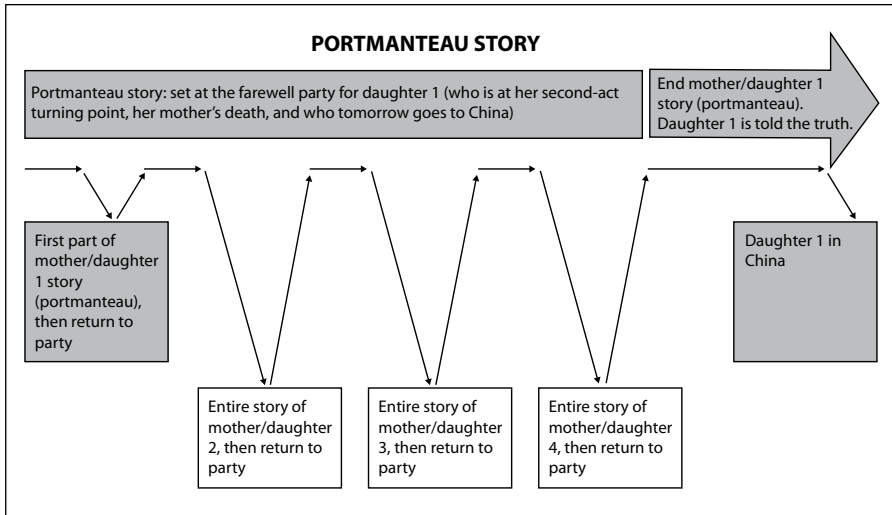 PORTMANTEAU STORY
Portmanteau story: set at the farewell party for daughter 1 (who is at her second-act
turning point, her mother's death, and who tomorrow goes to China)
End mother/daughter 1
story (portmanteau).
Daughter 1 is told the truth.
First part of
mother/daughter
1 story
(portmanteau),
then return to
party
Daughter 1 in
China
Entire story of
mother/daughter
2, then return to
party
Entire story of
mother/daughter
3, then return to
party
Entire story of
mother/daughter
4, then return to
party